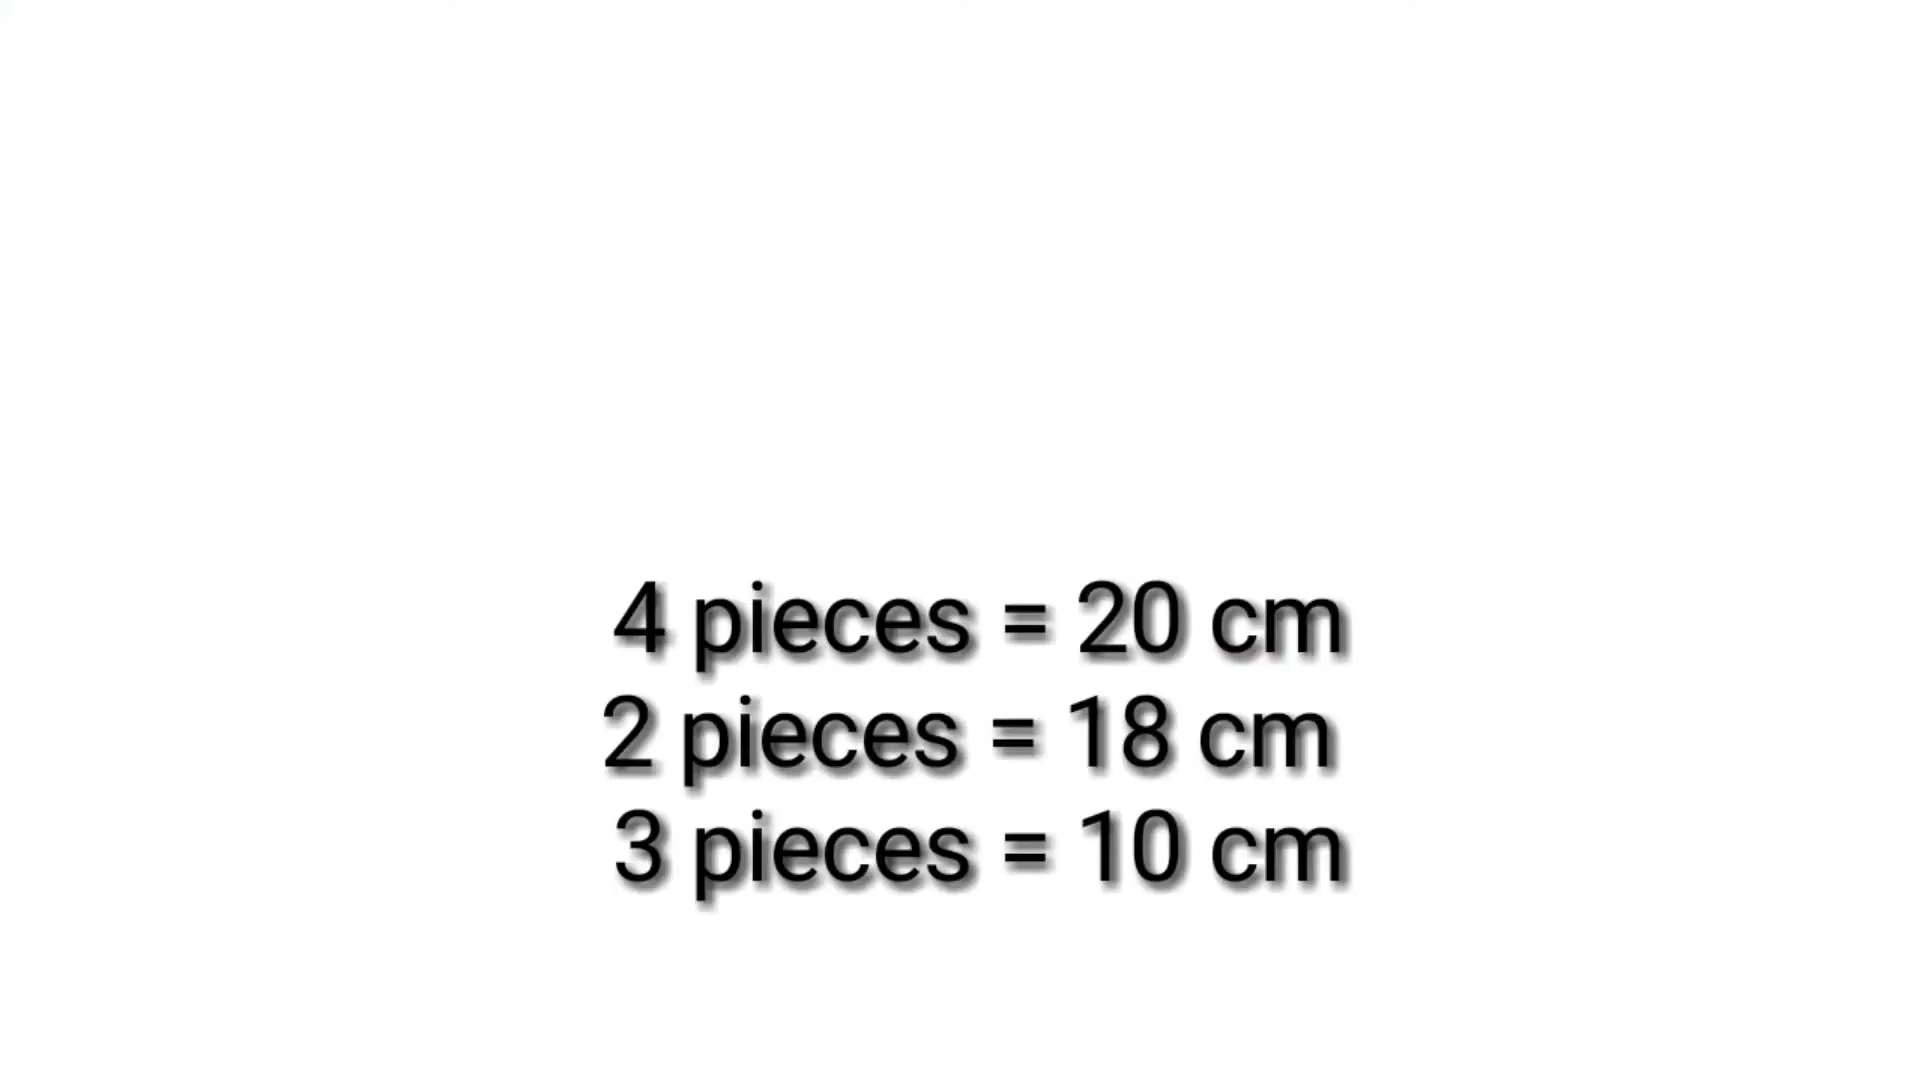 4 pieces = 20 cm
2 pieces = 18 cm
3 pieces = 10 cm